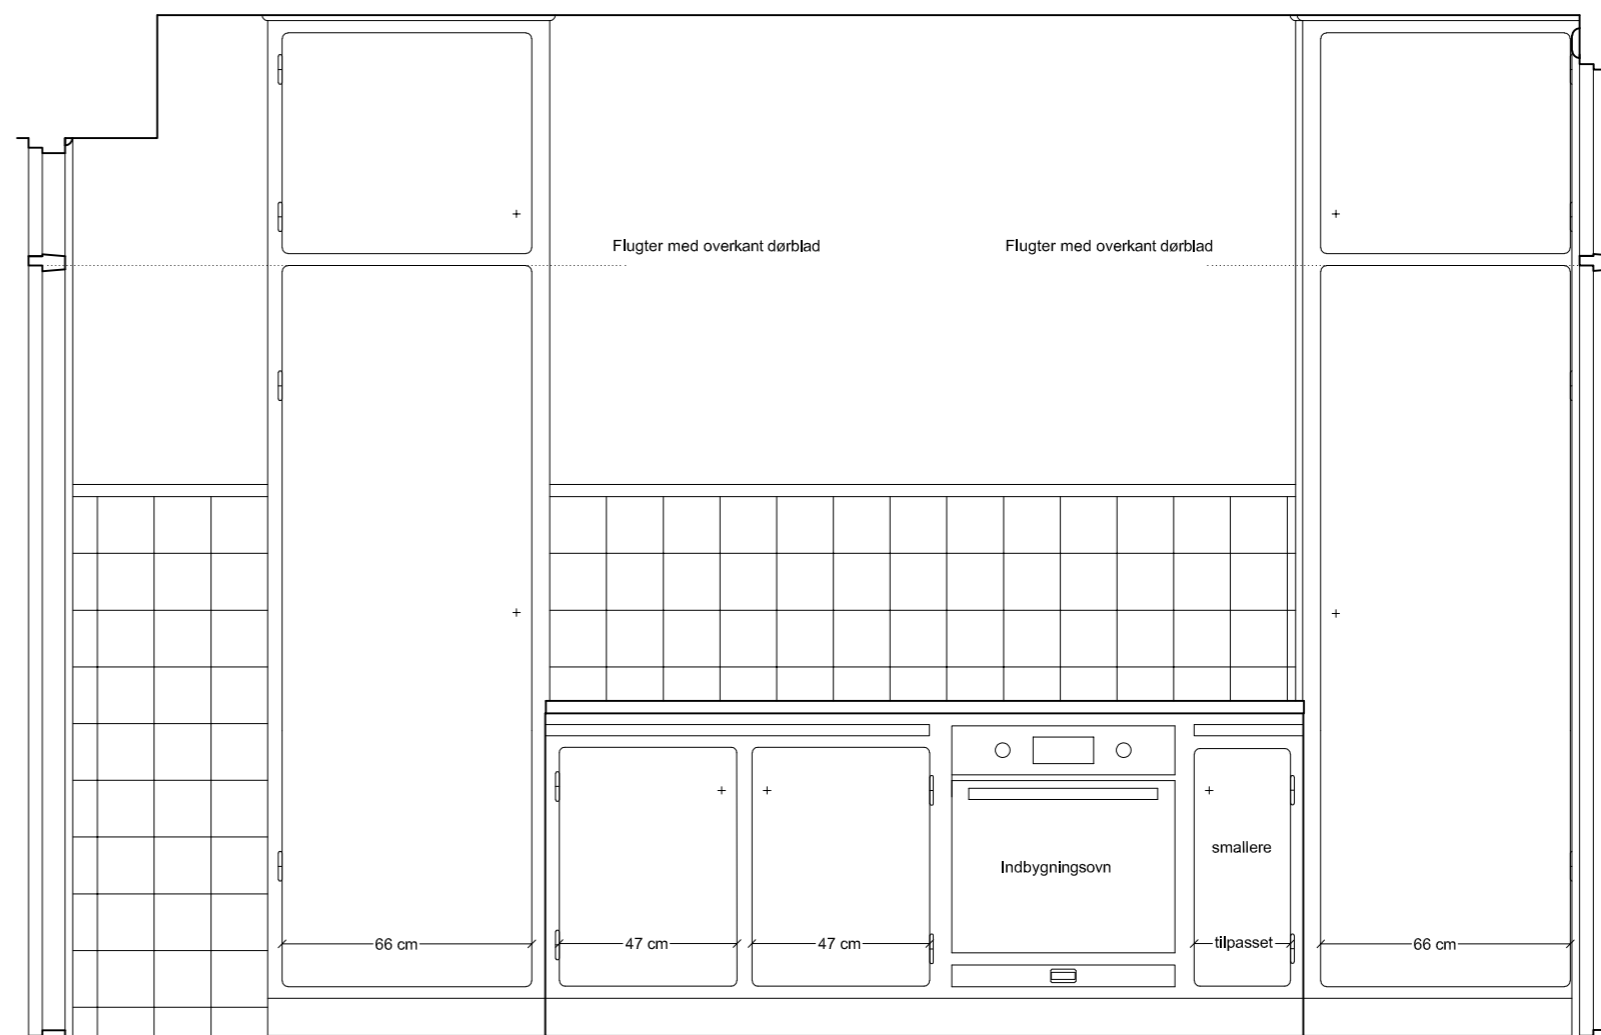 Flugter med overkant dørblad
Flugter med overkant dørblad
smallere
Indbygningsovn
66 cm
47 cm
47 cm
tilpasset
66 cm